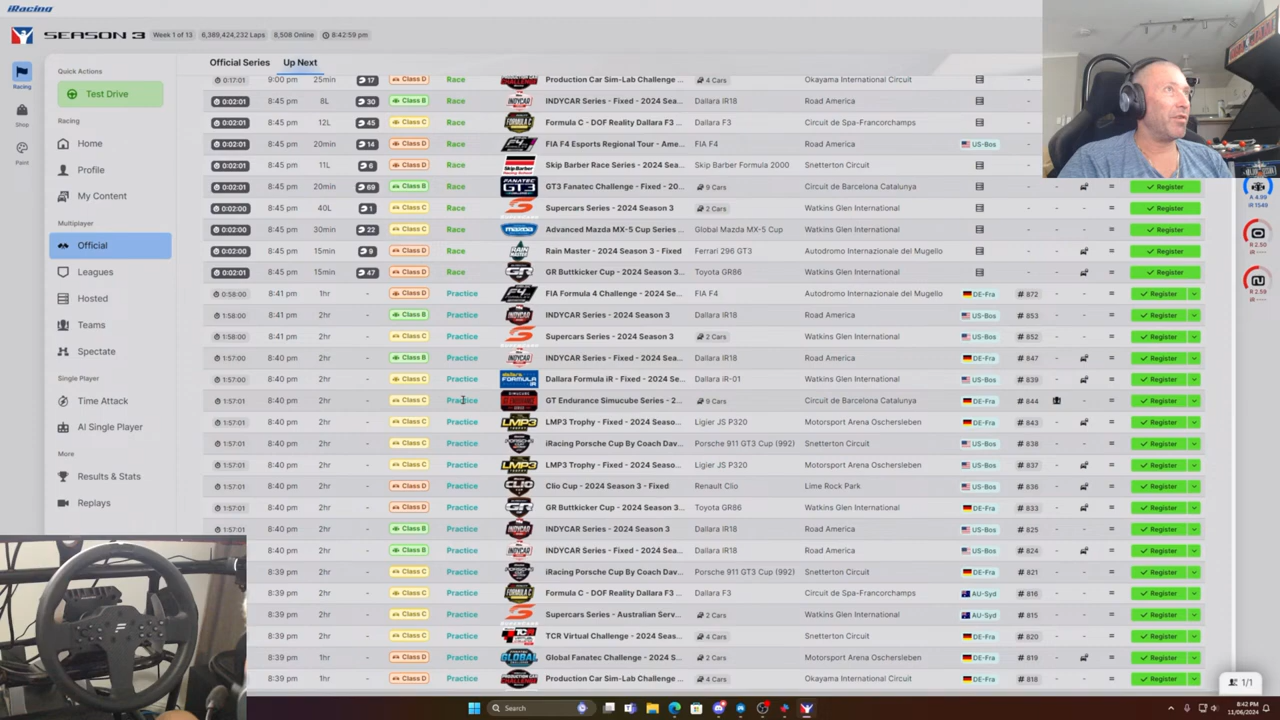 iRacing
SEASON 3 Week 1 of 13 6,389,424,232 Laps 8,508 Online 8:42:59 pm
Racing
Shop
Paint
Quick Actions
Test Drive
Racing
Home
Profile
My Content
Multiplayer
Official
Leagues
Hosted
Teams
Spectate
Single Player
Time Attack
AI Single Player
More
Results & Stats
Replays
Official Series Up Next
0:17:01 9:00 pm 25min 17 Class D Race Production Car Sim-Lab Challenge ... 4 Cars Okayama International Circuit
0:02:01 8:45 pm 8L 30 Class B Race INDYCAR Series - Fixed - 2024 Sea... Dallara IR18 Road America
0:02:01 8:45 pm 12L 45 Class C Race Formula C - DOF Reality Dallara F3 ... Dallara F3 Circuit de Spa-Francorchamps
0:02:01 8:45 pm 20min 14 Class D Race FIA F4 Esports Regional Tour - Ame... FIA F4 US-Bos
0:02:01 8:45 pm 11L 6 Class D Race Skip Barber Race Series - 2024 Sea... Skip Barber Formula 2000 Snetterton Circuit
0:02:01 8:45 pm 20min 69 Class B Race GT3 Fanatec Challenge - Fixed - 20... Cars Circuit de Barcelona Catalunya - - = Register
0:02:00 8:45 pm 40L 1 Class C Race Supercars Series - 2024 Season 3 2 Cars Watkins Glen International - - = Register
0:02:00 8:45 pm 30min 22 Class C Race Advanced Mazda MX-5 Cup Series ... Global Mazda MX-5 Cup Watkins Glen International - = Register
0:02:00 8:45 pm 15min 9 Class D Race Rain Master - 2024 Season 3 - Fixed Ferrari 296 GT3 Autodromo Internazionale del Mugello - = Register
0:02:01 8:45 pm 15min 47 Class D Race GR Buttkicker Cup - 2024 Season 3... Toyota GR86 Watkins Glen International - = Register
0:58:00 8:41 pm 1hr - Class D Practice FIA Formula 4 Challenge - 2024 Se... FIA F4 Autodromo Internazionale del Mugello DE-Fra # 872 - = Register
1:58:00 8:41 pm 2hr - Class B Practice INDYCAR Series - 2024 Season 3 Dallara IR18 Road America US-Bos # 853 - = Register
1:58:00 8:41 pm 2hr - Class C Practice Supercars Series - 2024 Season 3 2 Cars Watkins Glen International US-Bos # 852 - = Register
1:57:00 8:40 pm 2hr - Class B Practice INDYCAR Series - Fixed - 2024 Sea... Dallara IR18 Road America DE-Fra # 847 - = Register
1:57:00 8:40 pm 2hr - Class C Practice Dallara Formula iR - Fixed - 2024 Se... Dallara IR-01 Watkins Glen International US-Bos # 839 - = Register
1:57:01 8:40 pm 2hr - Class C Practice GT Endurance Simucube Series - 2... 9 Cars Circuit de Barcelona Catalunya DE-Fra # 844 = Register
1:57:01 8:40 pm 2hr - Class C Practice LMP3 Trophy - Fixed - 2024 Seaso... Ligier JS P320 Motorsport Arena Oschersleben DE-Fra # 843 - = Register
1:57:01 8:40 pm 2hr - Class C Practice iRacing Porsche Cup By Coach Dav... Porsche 911 GT3 Cup (992) Snetterton Circuit US-Bos # 838 - = Register
1:57:01 8:40 pm 2hr - Class C Practice LMP3 Trophy - Fixed - 2024 Seaso... Ligier JS P320 Motorsport Arena Oschersleben US-Bos # 837 - = Register
1:57:01 8:40 pm 2hr - Class D Practice Clio Cup - 2024 Season 3 - Fixed Renault Clio Lime Rock Park US-Bos # 836 - = Register
1:57:01 8:40 pm 2hr - Class D Practice GR Buttkicker Cup - 2024 Season 3... Toyota GR86 Watkins Glen International DE-Fra # 833 - = Register
1:57:01 8:40 pm 2hr - Class B Practice INDYCAR Series - 2024 Season 3 Dallara IR18 Road America US-Bos # 825 - = Register
1:57:01 8:40 pm 2hr - Class B Practice INDYCAR Series - Fixed - 2024 Sea... Dallara IR18 Road America US-Bos # 824 - = Register
8:40 pm 2hr - Class C Practice iRacing Porsche Cup By Coach Dav... Porsche 911 GT3 Cup (992) Snetterton Circuit DE-Fra # 821 - = Register
8:39 pm 2hr - Class C Practice Formula C - DOF Reality Dallara F3 ... Dallara F3 Circuit de Spa-Francorchamps AU-Syd # 816 - = Register
8:39 pm 2hr - Class C Practice Supercars Series - Australian Serv... 2 Cars Watkins Glen International AU-Syd # 815 - = Register
8:39 pm 2hr - Class C Practice TCR Virtual Challenge - 2024 Seaso... Snetterton Circuit DE-Fra # 820 - = Register
8:39 pm 1hr - Class D Practice Global Fanatec Challenge - 2024 S... 2 Cars Motorsport Arena Oschersleben DE-Fra # 819 - = Register
8:39 pm 2hr - Class D Practice Production Car Sim-Lab Challenge ... 4 Cars Okayama International Circuit DE-Fra - = Register
A 4.99
iR 1549
R 2.50
R 2.59
1/1
Search
8:42 pm
11/06/2024